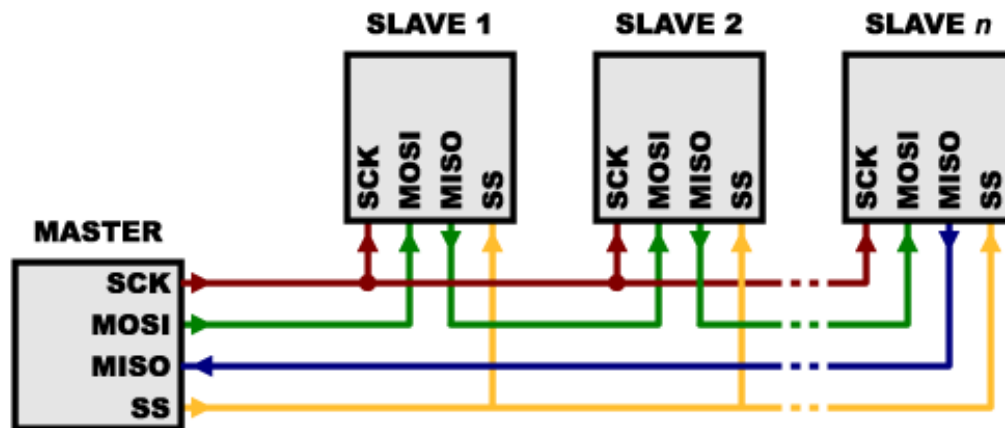 SLAVE 1 SLAVE 2 SLAVE n
SCK MOSI MISO SS SCK MOSI MISO SS SCK MOSI MISO SS
MASTER
SCK
MOSI
MISO
SS